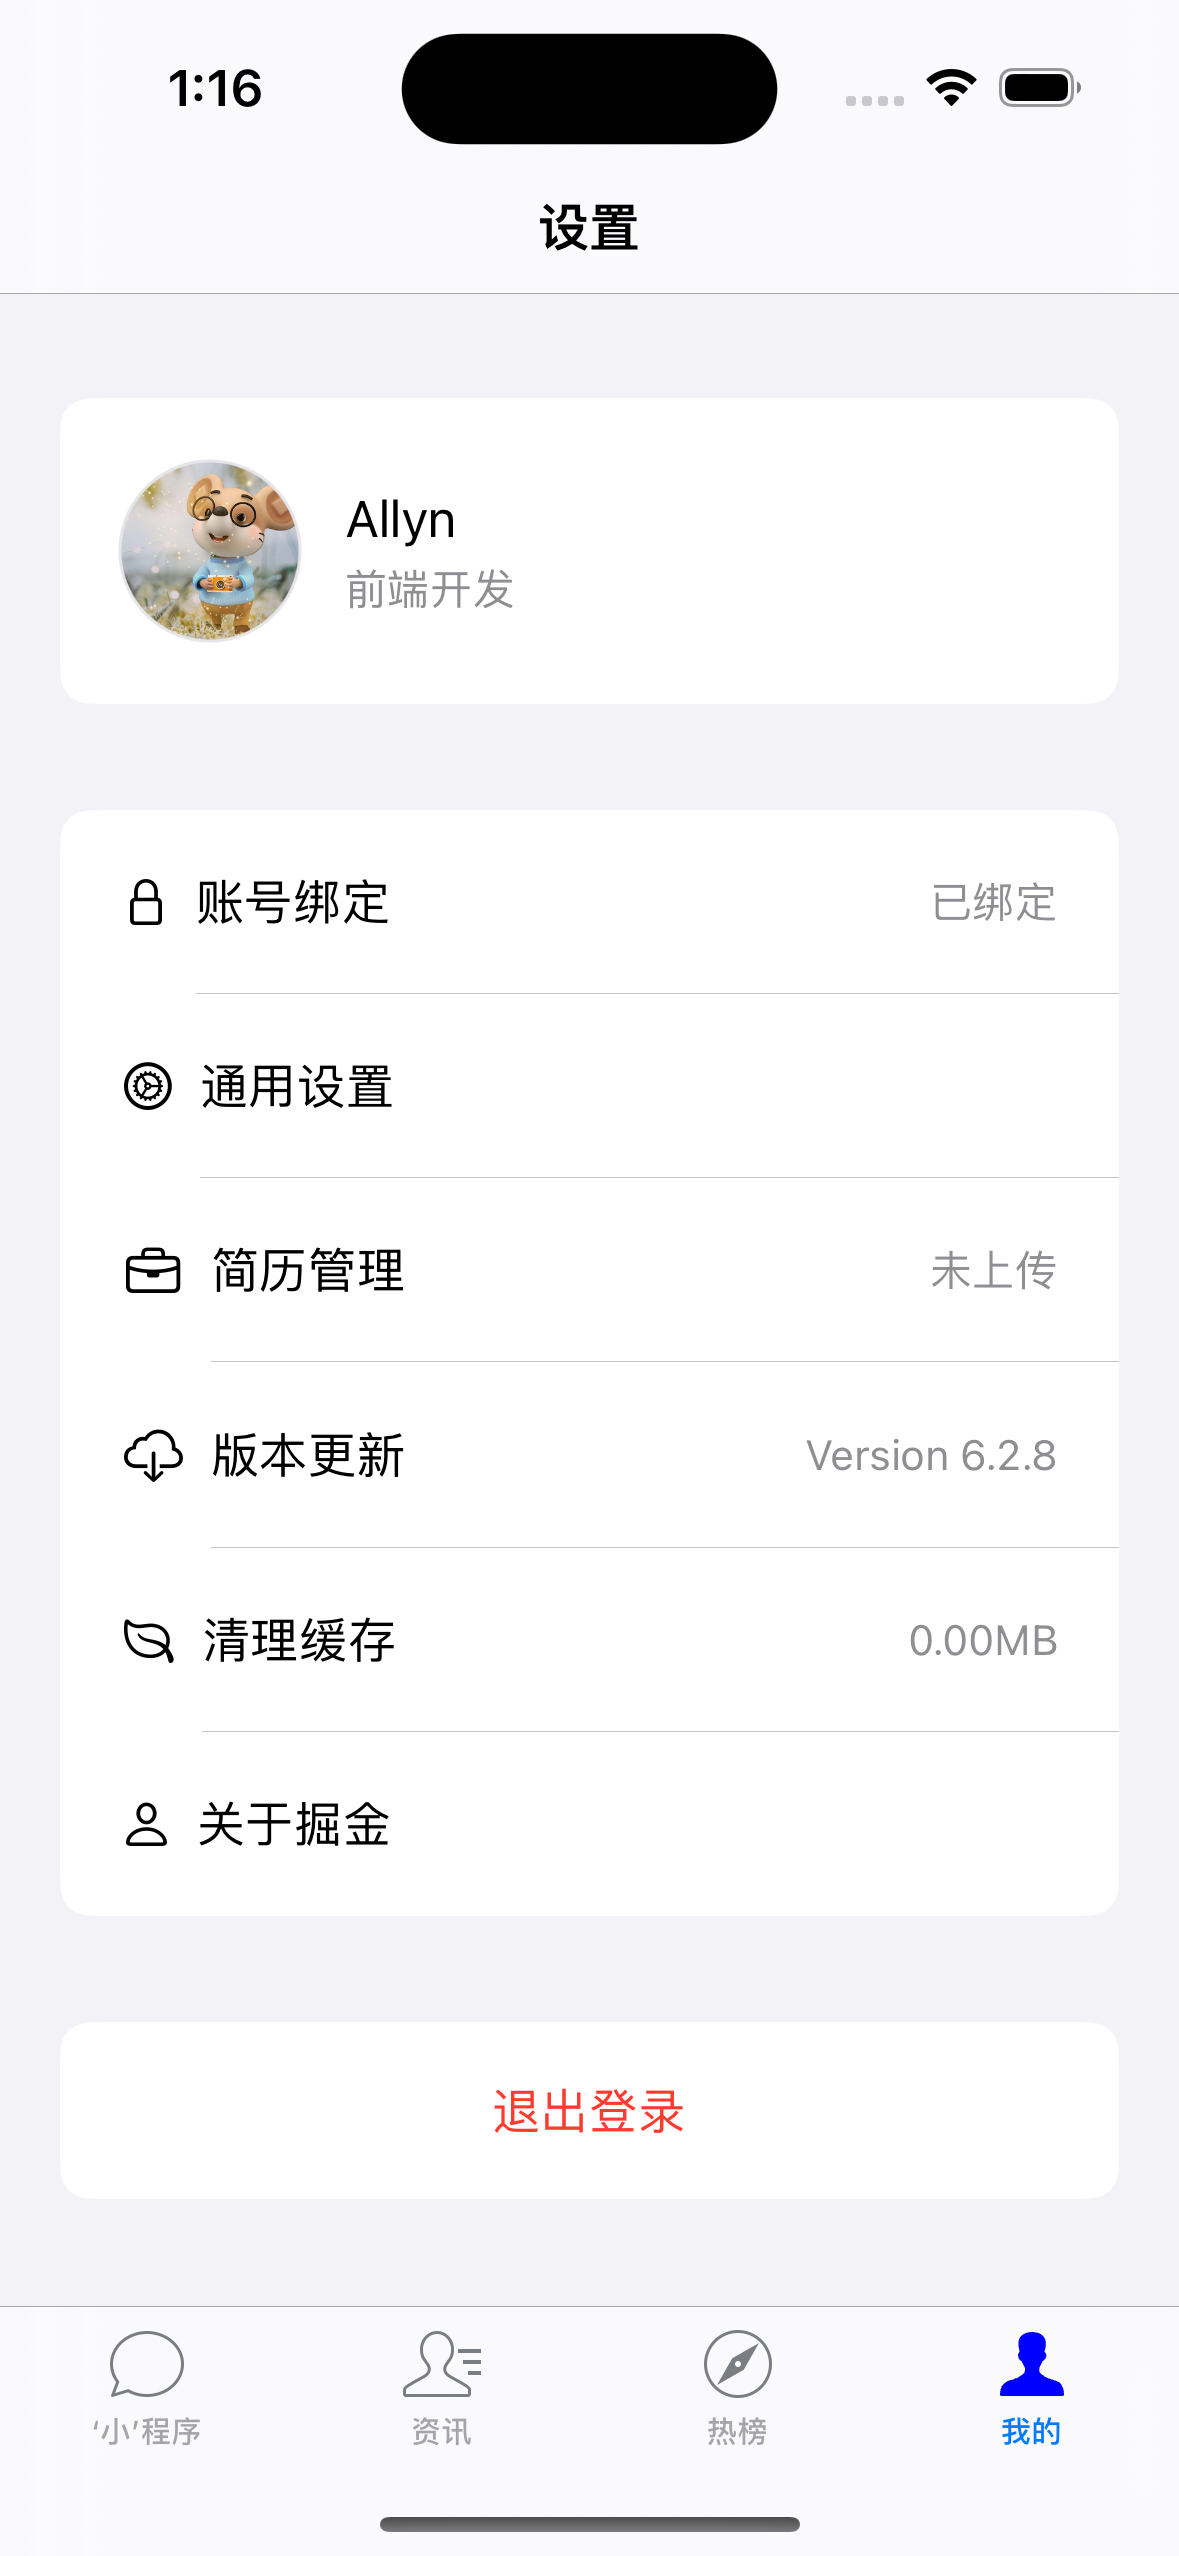 1:16
设置
Allyn
前端开发
账号绑定 已绑定
通用设置
简历管理 未上传
版本更新 Version 6.2.8
清理缓存 0.00MB
关于掘金
退出登录
‘小’程序 资讯 热榜 我的